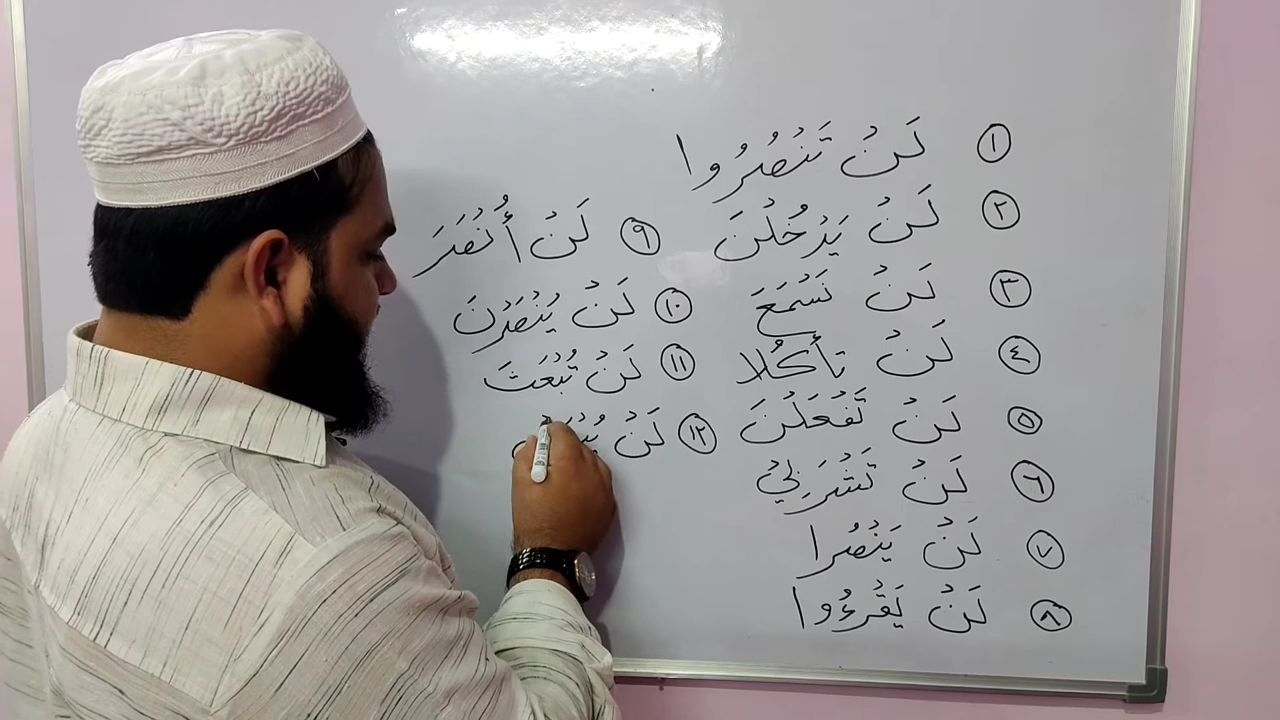 ١ لَنْ تَنْصُرُوا
٢ لَنْ يَدْخُلْنَ
٣ لَنْ نَسْمَعَ
٤ لَنْ تَأْكُلَا
٥ لَنْ تَفْعَلْنَ
٦ لَنْ تَشْرَبِيْ
٧ لَنْ يَنْصُرَا
٨ لَنْ يَقْرَءُوا
٩ لَنْ أُنْصَرَ
١٠ لَنْ يُنْصَرْنَ
١١ لَنْ تُبْعَثَ
١٢ لَنْ